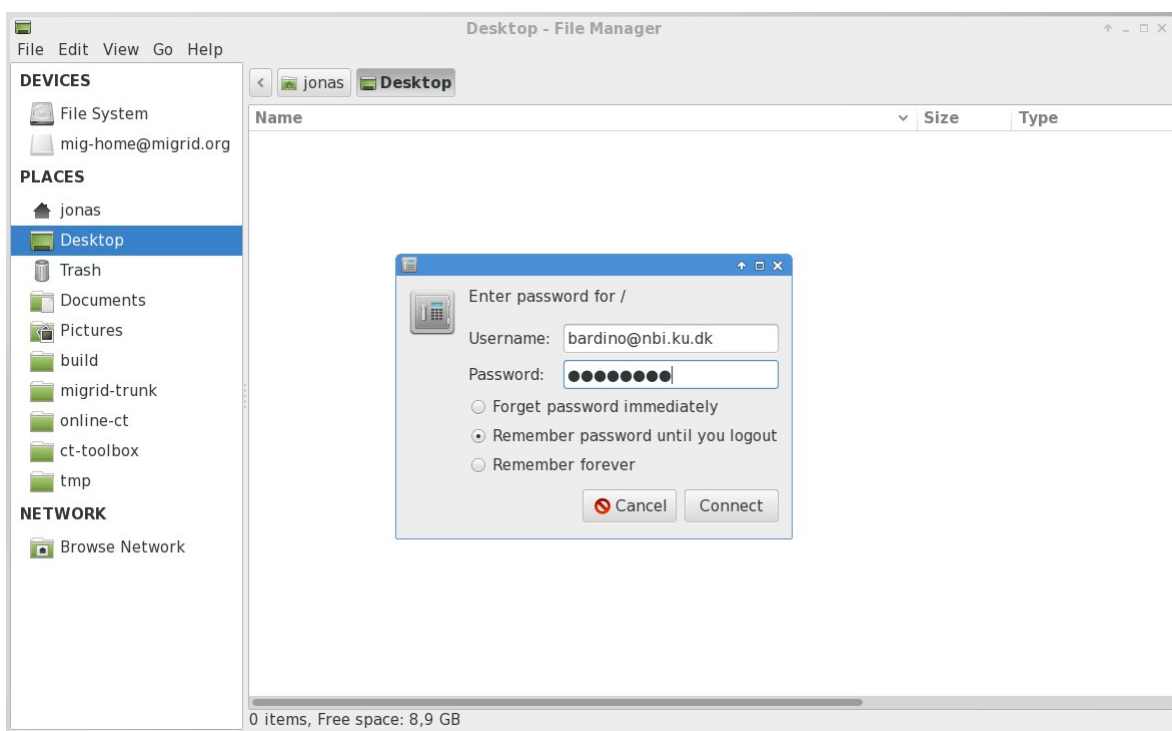 Desktop - File Manager
File Edit View Go Help
DEVICES
File System
mig-home@migrid.org
PLACES
jonas
Desktop
Trash
Documents
Pictures
build
migrid-trunk
online-ct
ct-toolbox
tmp
NETWORK
Browse Network
jonas Desktop
Name Size Type
Enter password for /
Username: bardino@nbi.ku.dk
Password: ●●●●●●●●
Forget password immediately
Remember password until you logout
Remember forever
Cancel Connect
0 items, Free space: 8,9 GB